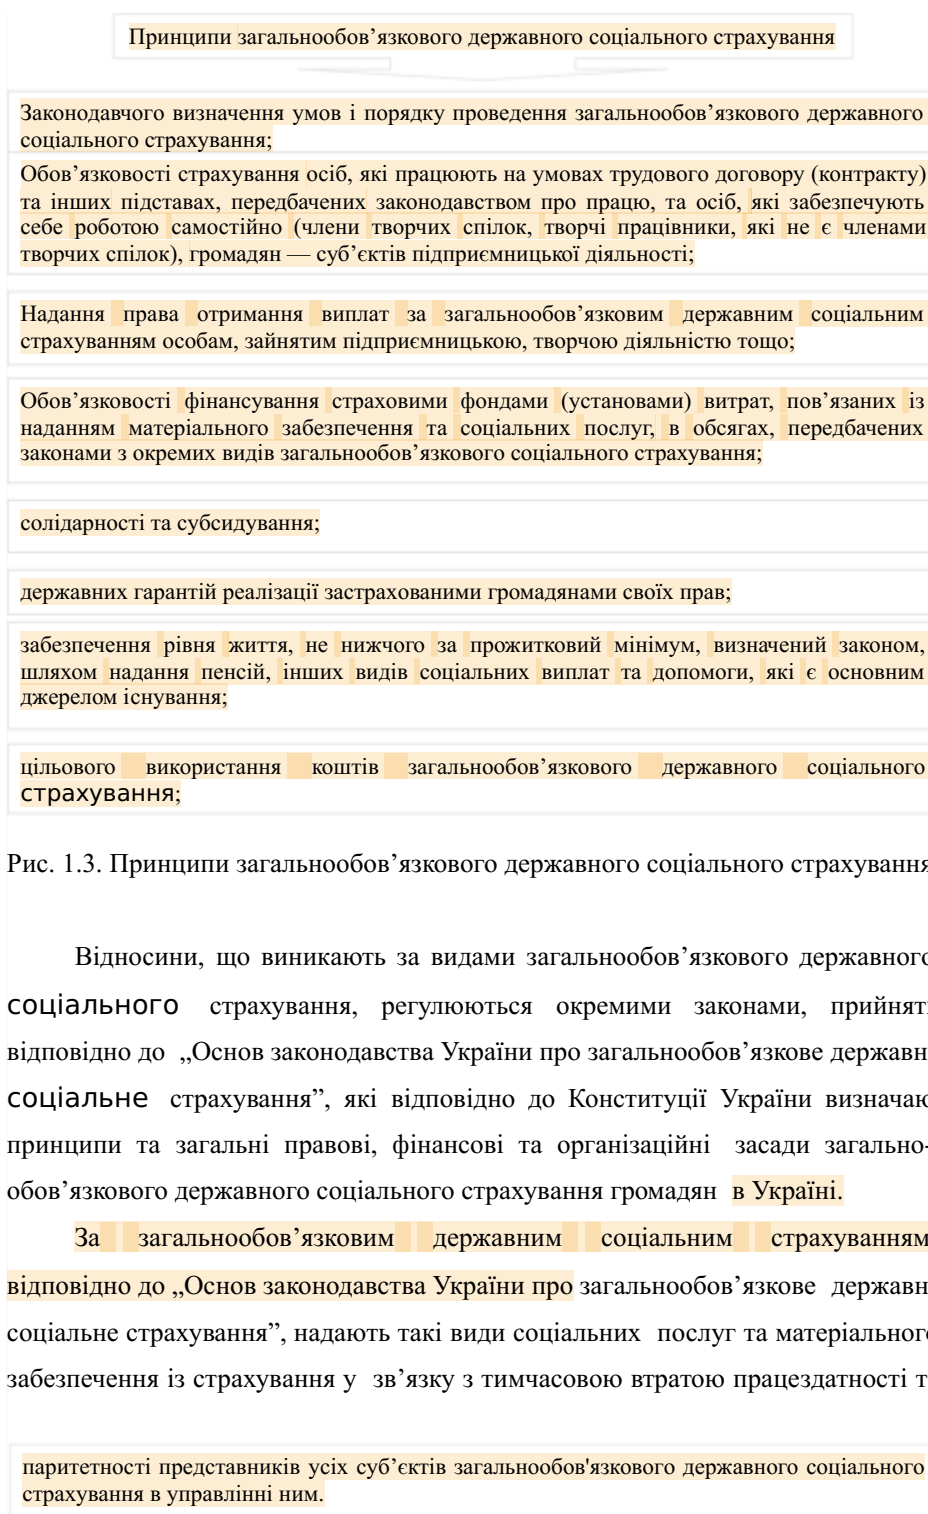 Принципи загальнообов’язкового державного соціального страхування
Законодавчого визначення умов і порядку проведення загальнообов’язкового державного
соціального страхування;
Обов’язковості страхування осіб, які працюють на умовах трудового договору (контракту)
та інших підставах, передбачених законодавством про працю, та осіб, які забезпечують
себе роботою самостійно (члени творчих спілок, творчі працівники, які не є членами
творчих спілок), громадян — суб’єктів підприємницької діяльності;
Надання права отримання виплат за загальнообов’язковим державним соціальним
страхуванням особам, зайнятим підприємницькою, творчою діяльністю тощо;
Обов’язковості фінансування страховими фондами (установами) витрат, пов’язаних із
наданням матеріального забезпечення та соціальних послуг, в обсягах, передбачених
законами з окремих видів загальнообов’язкового соціального страхування;
солідарності та субсидування;
державних гарантій реалізації застрахованими громадянами своїх прав;
забезпечення рівня життя, не нижчого за прожитковий мінімум, визначений законом,
шляхом надання пенсій, інших видів соціальних виплат та допомоги, які є основним
джерелом існування;
цільового використання коштів загальнообов’язкового державного соціального
страхування;
Рис. 1.3. Принципи загальнообов’язкового державного соціального страхування
Відносини, що виникають за видами загальнообов’язкового державного
соціального страхування, регулюються окремими законами, прийняті
відповідно до „Основ законодавства України про загальнообов’язкове державн
соціальне страхування”, які відповідно до Конституції України визначаю
принципи та загальні правові, фінансові та організаційні засади загально-
обов’язкового державного соціального страхування громадян в Україні.
За загальнообов’язковим державним соціальним страхуванням
відповідно до „Основ законодавства України про загальнообов’язкове державн
соціальне страхування”, надають такі види соціальних послуг та матеріального
забезпечення із страхування у зв’язку з тимчасовою втратою працездатності т
паритетності представників усіх суб’єктів загальнообов'язкового державного соціального
страхування в управлінні ним.